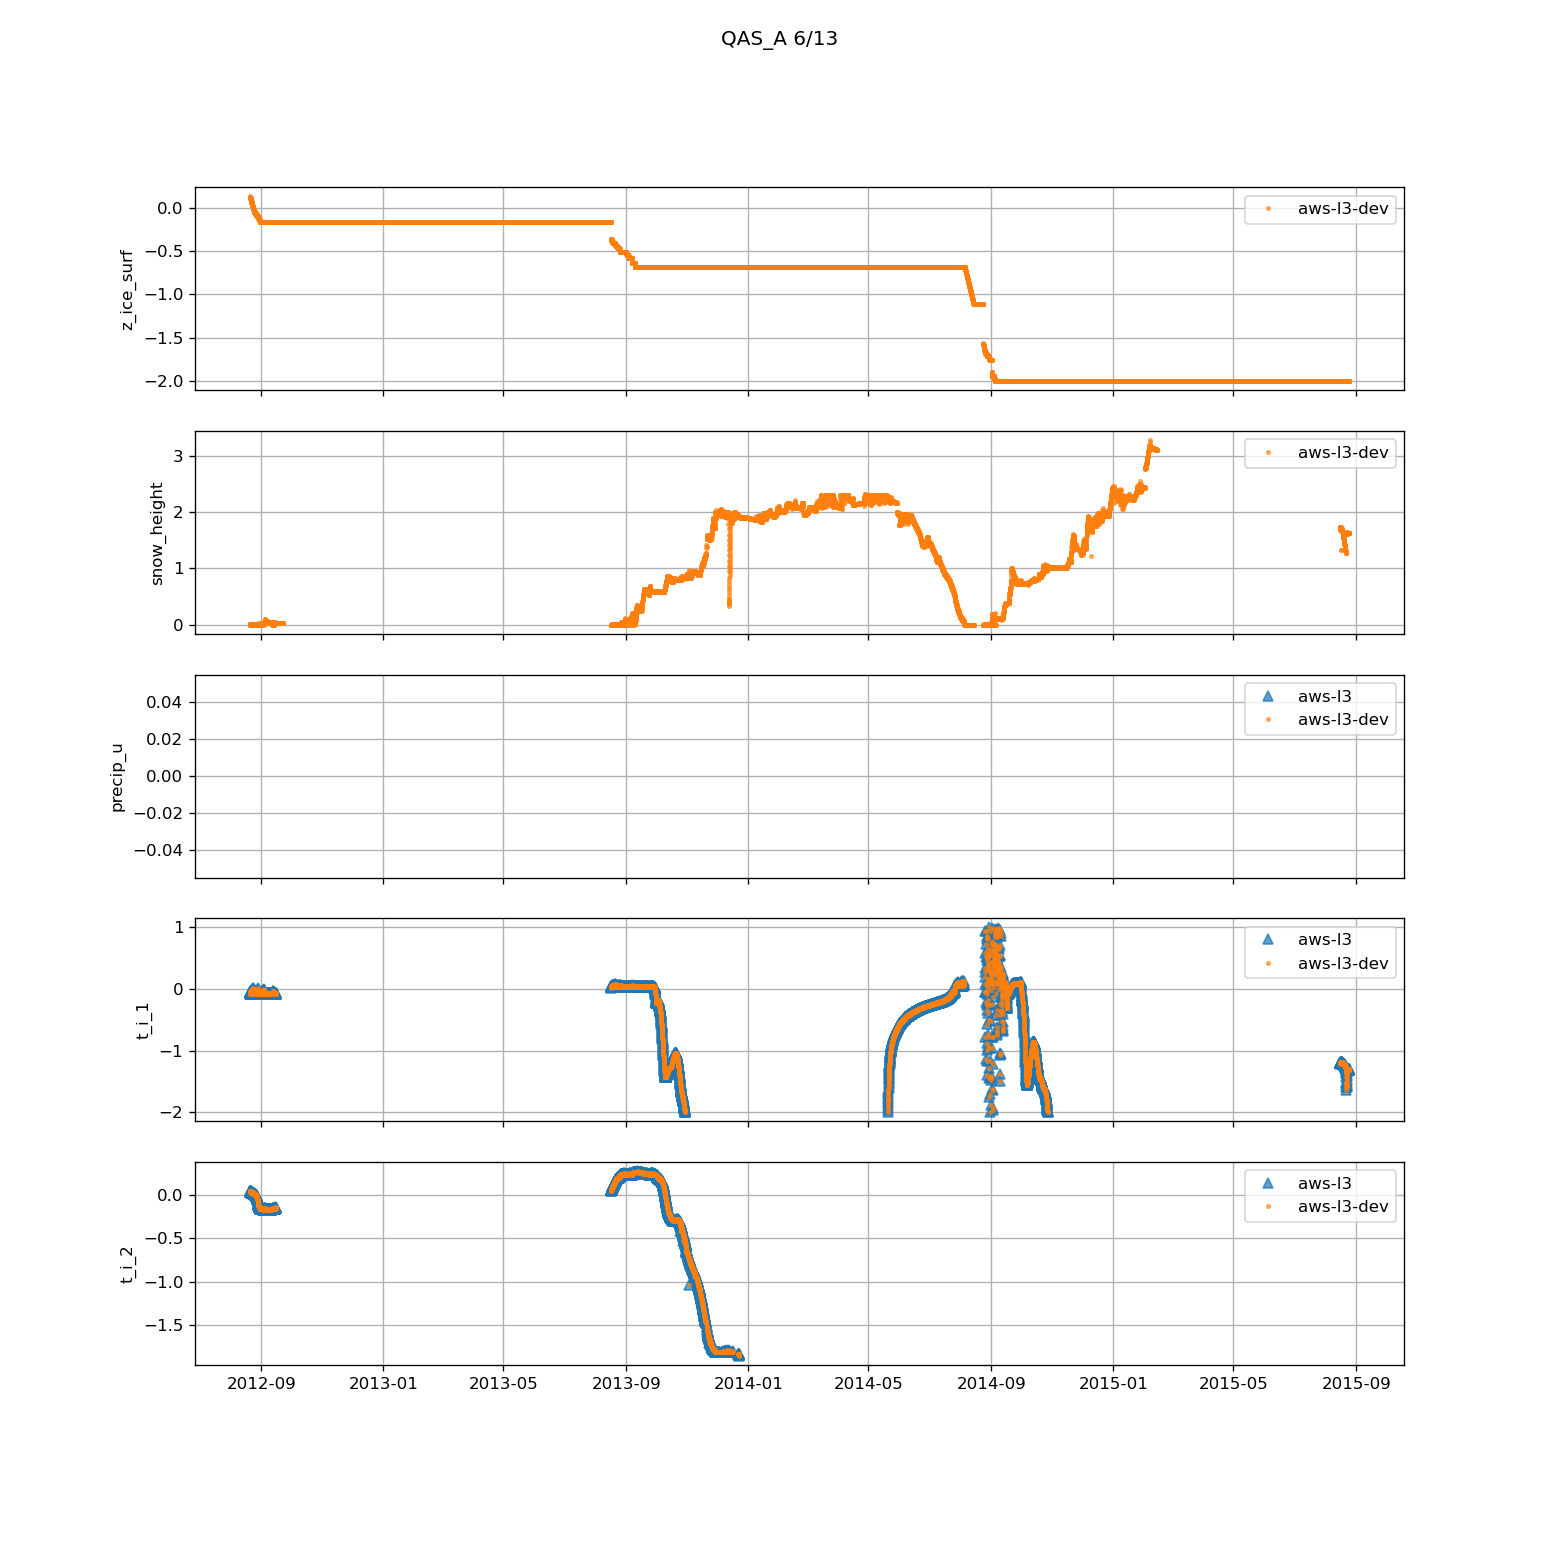 QAS_A 6/13
z_ice_surf
0.0
−0.5
−1.0
−1.5
−2.0
aws-l3-dev
snow_height
3
2
1
0
aws-l3-dev
precip_u
0.04
0.02
0.00
−0.02
−0.04
aws-l3
aws-l3-dev
t_i_1
1
0
−1
−2
aws-l3
aws-l3-dev
t_i_2
0.0
−0.5
−1.0
−1.5
aws-l3
aws-l3-dev
2012-09 2013-01 2013-05 2013-09 2014-01 2014-05 2014-09 2015-01 2015-05 2015-09